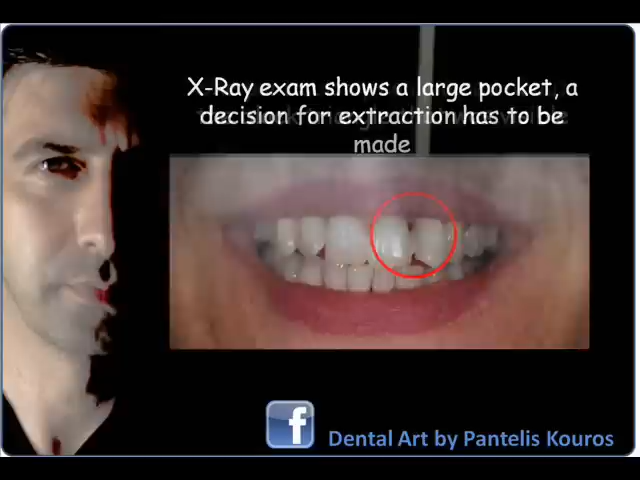 X-Ray exam shows a large pocket, a
decision for extraction has to be
made
f
Dental Art by Pantelis Kouros